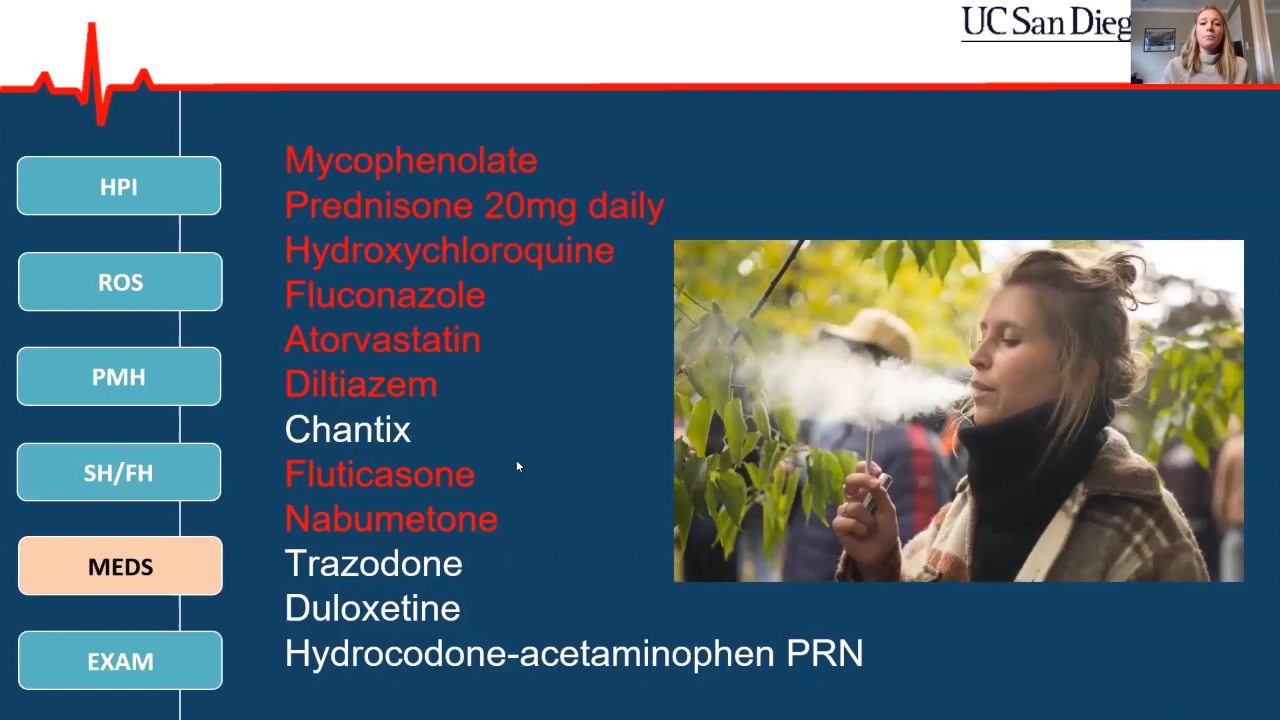 UC San Dieg
HPI
ROS
PMH
SH/FH
MEDS
EXAM
Mycophenolate
Prednisone 20mg daily
Hydroxychloroquine
Fluconazole
Atorvastatin
Diltiazem
Chantix
Fluticasone
Nabumetone
Trazodone
Duloxetine
Hydrocodone-acetaminophen PRN